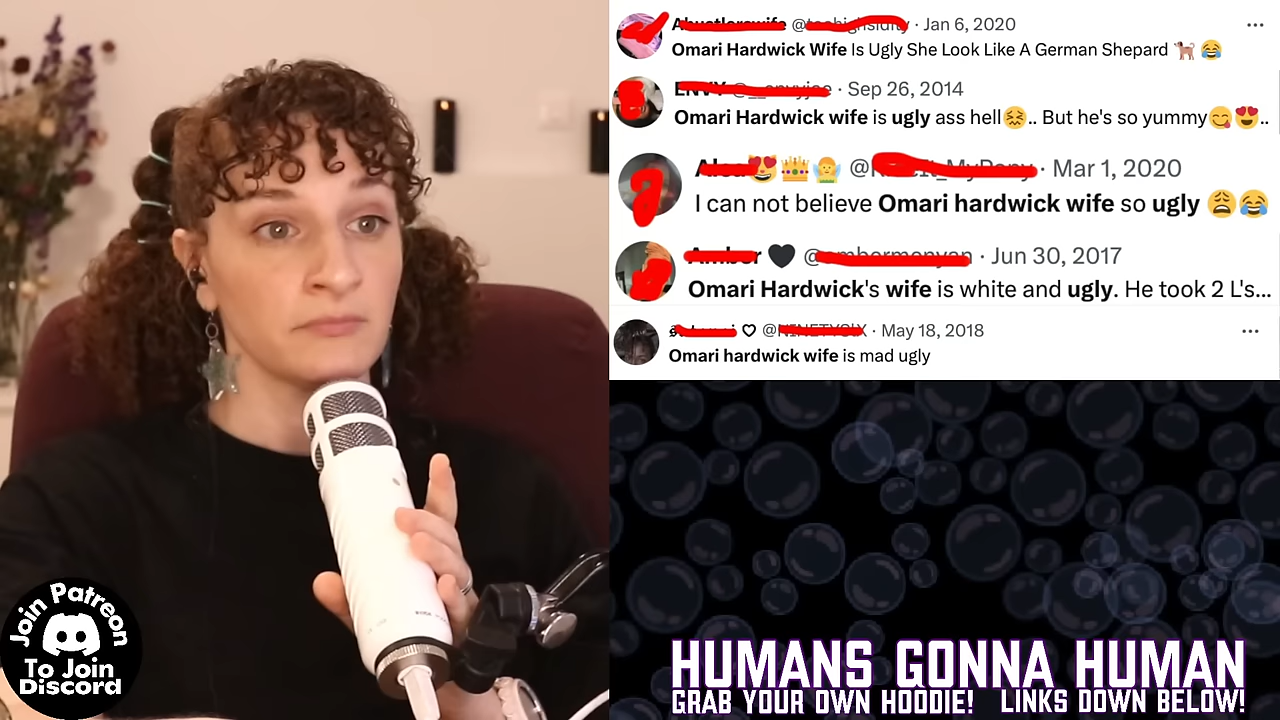 · Jan 6, 2020
Omari Hardwick Wife Is Ugly She Look Like A German Shepard 🐕 😂
ENVY · Sep 26, 2014
Omari Hardwick wife is ugly ass hell😖.. But he's so yummy😋😍..
😻👑🧚 · Mar 1, 2020
I can not believe Omari hardwick wife so ugly 😩😂
Amber 🖤 · Jun 30, 2017
Omari Hardwick's wife is white and ugly. He took 2 L's...
· May 18, 2018
Omari hardwick wife is mad ugly
Join Patreon
To Join
Discord
HUMANS GONNA HUMAN
GRAB YOUR OWN HOODIE! LINKS DOWN BELOW!